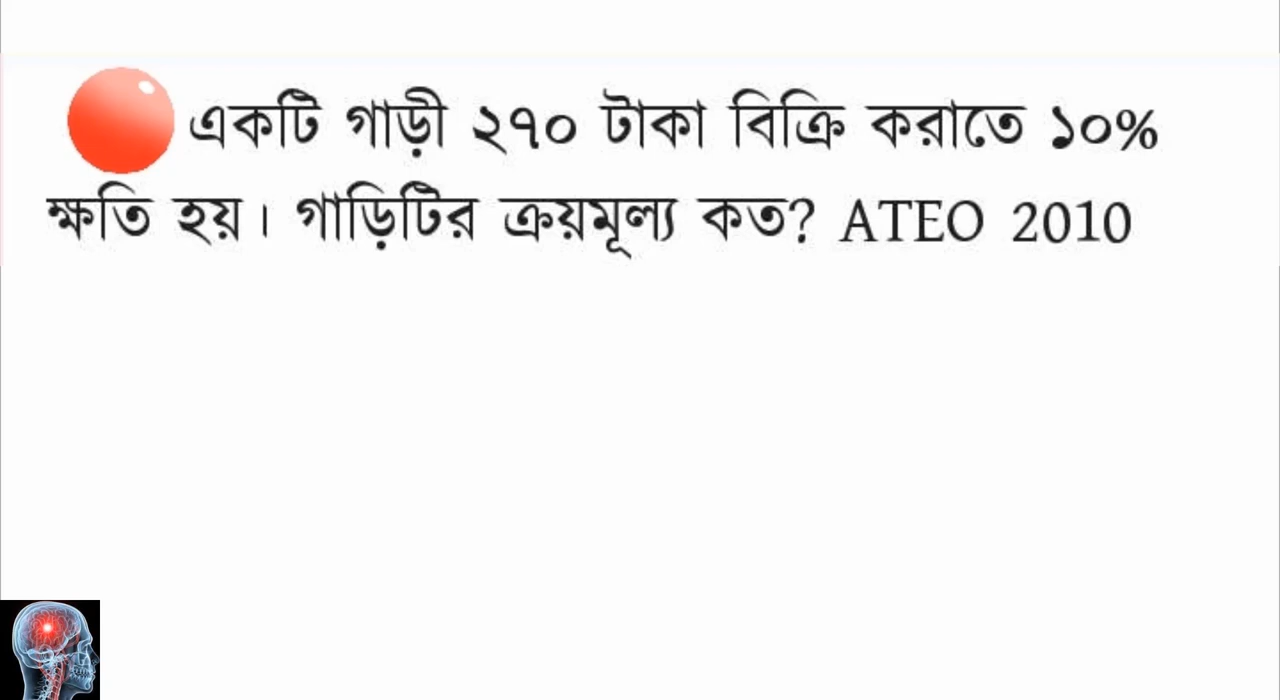 একটি গাড়ী ২৭০ টাকা বিক্রি করাতে ১০%
ক্ষতি হয়। গাড়িটির ক্রয়মূল্য কত? ATEO 2010